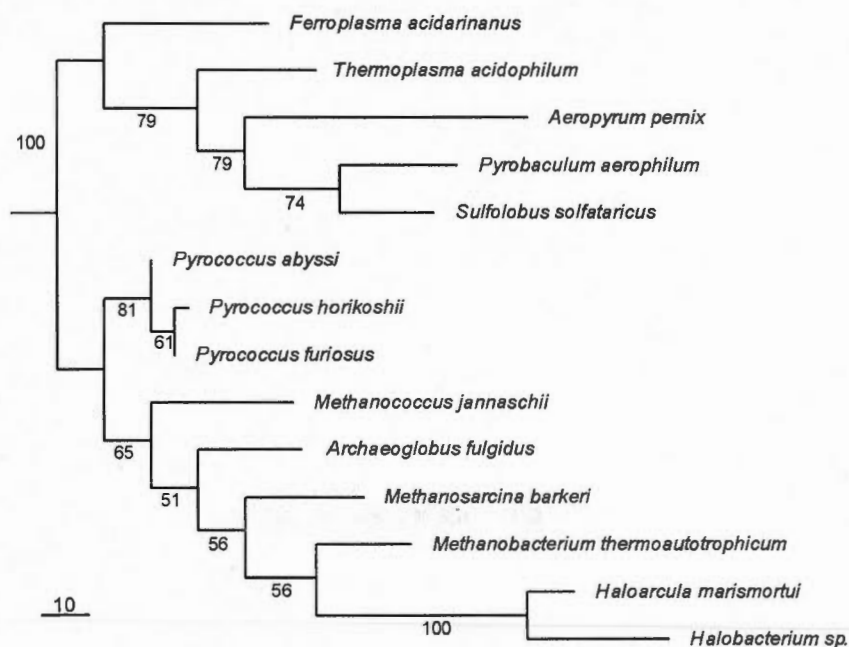 Ferroplasma acidarinanus
Thermoplasma acidophilum
79
Aeropyrum pernix
100
79
Pyrobaculum aerophilum
74
Sulfolobus solfataricus
Pyrococcus abyssi
81
Pyrococcus horikoshii
61
Pyrococcus furiosus
Methanococcus jannaschii
65
Archaeoglobus fulgidus
51
Methanosarcina barkeri
56
Methanobacterium thermoautotrophicum
56
Haloarcula marismortui
10
100
Halobacterium sp.